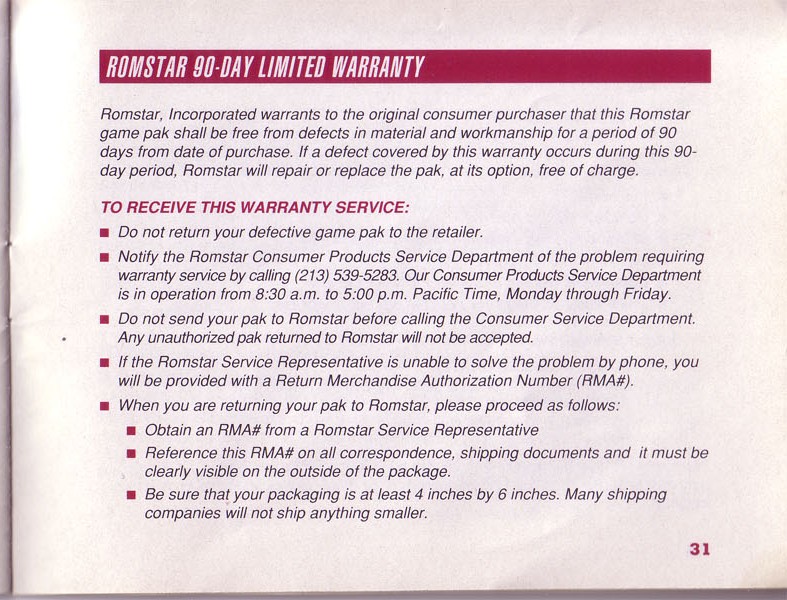 ROMSTAR 90-DAY LIMITED WARRANTY
Romstar, Incorporated warrants to the original consumer purchaser that this Romstar
game pak shall be free from defects in material and workmanship for a period of 90
days from date of purchase. If a defect covered by this warranty occurs during this 90-
day period, Romstar will repair or replace the pak, at its option, free of charge.
TO RECEIVE THIS WARRANTY SERVICE:
■ Do not return your defective game pak to the retailer.
■ Notify the Romstar Consumer Products Service Department of the problem requiring
warranty service by calling (213) 539-5283. Our Consumer Products Service Department
is in operation from 8:30 a.m. to 5:00 p.m. Pacific Time, Monday through Friday.
■ Do not send your pak to Romstar before calling the Consumer Service Department.
Any unauthorized pak returned to Romstar will not be accepted.
■ If the Romstar Service Representative is unable to solve the problem by phone, you
will be provided with a Return Merchandise Authorization Number (RMA#).
■ When you are returning your pak to Romstar, please proceed as follows:
■ Obtain an RMA# from a Romstar Service Representative
■ Reference this RMA# on all correspondence, shipping documents and it must be
clearly visible on the outside of the package.
■ Be sure that your packaging is at least 4 inches by 6 inches. Many shipping
companies will not ship anything smaller.
31